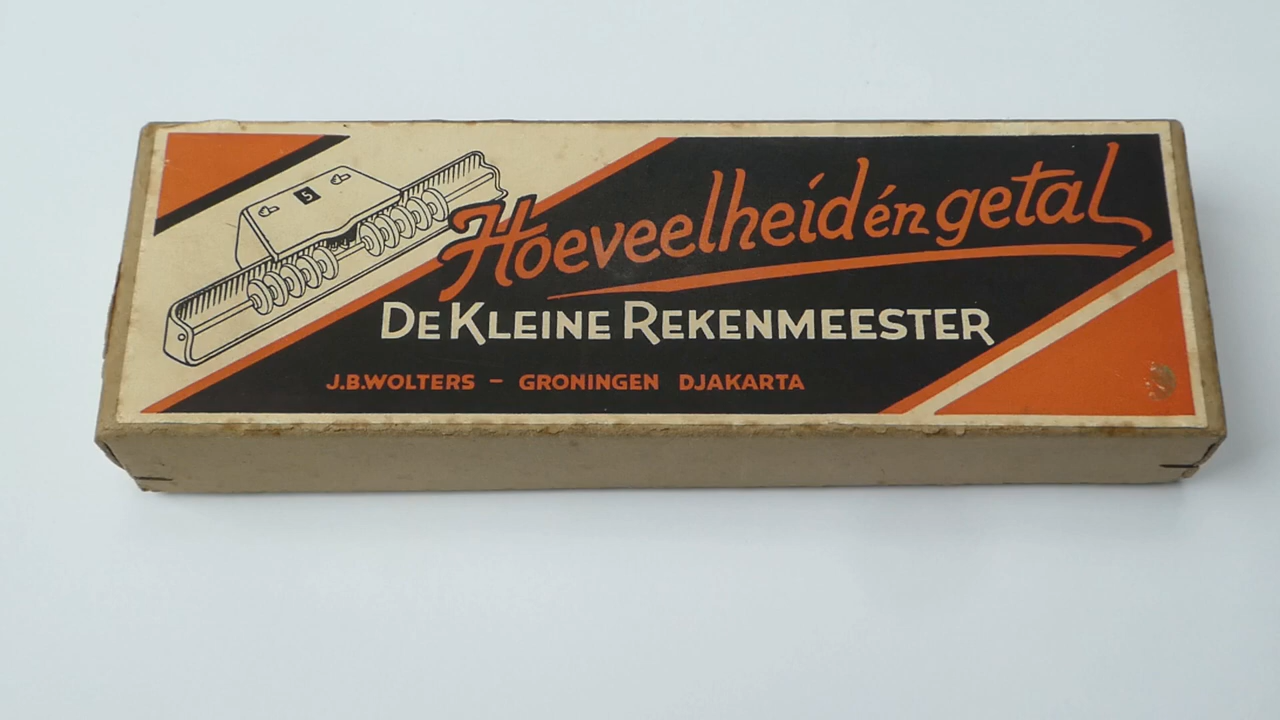 5
Hoeveelheid én getal
DE KLEINE REKENMEESTER
J.B.WOLTERS – GRONINGEN DJAKARTA